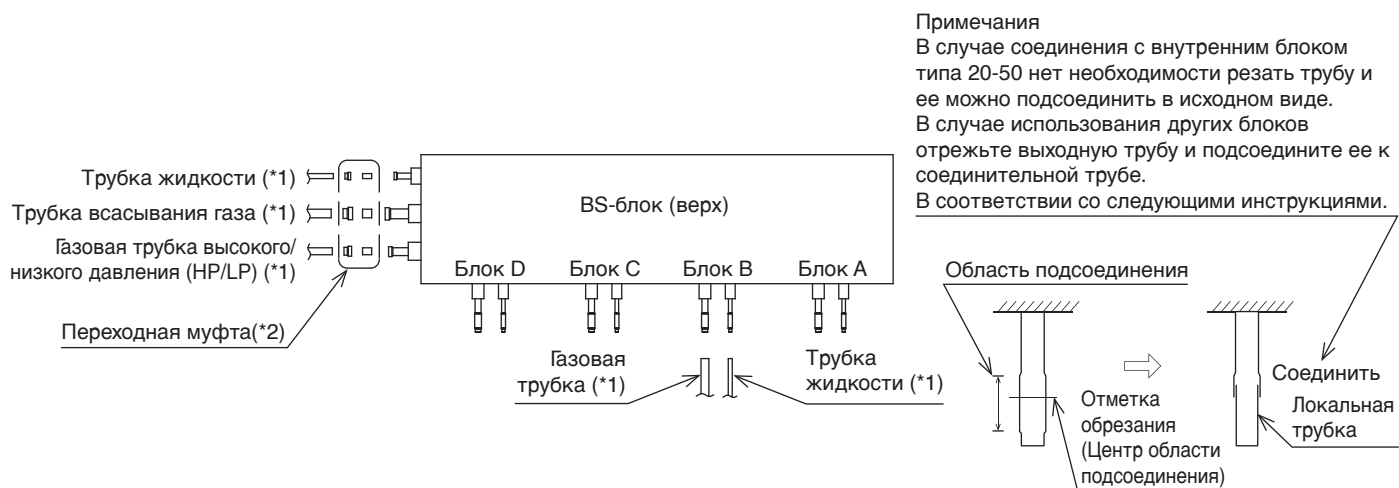 Примечания
В случае соединения с внутренним блоком
типа 20-50 нет необходимости резать трубу и
ее можно подсоединить в исходном виде.
В случае использования других блоков
отрежьте выходную трубу и подсоедините ее к
соединительной трубе.
В соответствии со следующими инструкциями.
Трубка жидкости (*1)
Трубка всасывания газа (*1)
Газовая трубка высокого/
низкого давления (HP/LP) (*1)
Переходная муфта(*2)
BS-блок (верх)
Блок D
Блок C
Блок B
Блок A
Газовая
трубка (*1)
Трубка
жидкости (*1)
Область подсоединения
Отметка
обрезания
(Центр области
подсоединения)
Соединить
Локальная
трубка